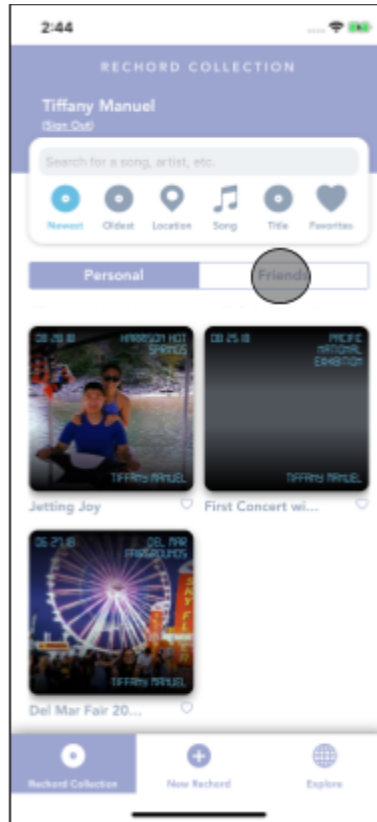 2:44
RECHORD COLLECTION
Tiffany Manuel
(Sign Out)
Search for a song, artist, etc.
Newest Oldest Location Song Title Favorites
Personal Friends
08 28 18 HARRISON HOT
SPRINGS
TIFFANY MANUEL
Jetting Joy
08 25 18 PACIFIC
NATIONAL
EXHIBITION
TIFFANY MANUEL
First Concert wi...
06 27 18 DEL MAR
FAIRGROUNDS
SKY FLYER
TIFFANY MANUEL
Del Mar Fair 20...
Rechord Collection New Rechord Explore